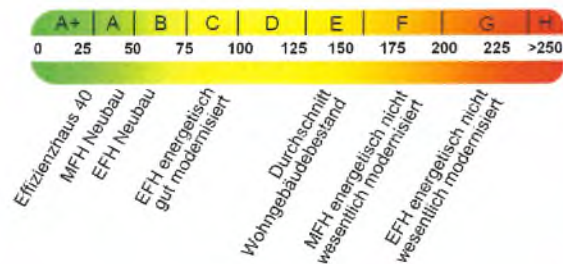 A+ A B C D E F G H
0 25 50 75 100 125 150 175 200 225 >250
Effizienzhaus 40
MFH Neubau
EFH Neubau
EFH energetisch
gut modernisiert
Durchschnitt
Wohngebäudebestand
MFH energetisch nicht
wesentlich modernisiert
EFH energetisch nicht
wesentlich modernisiert